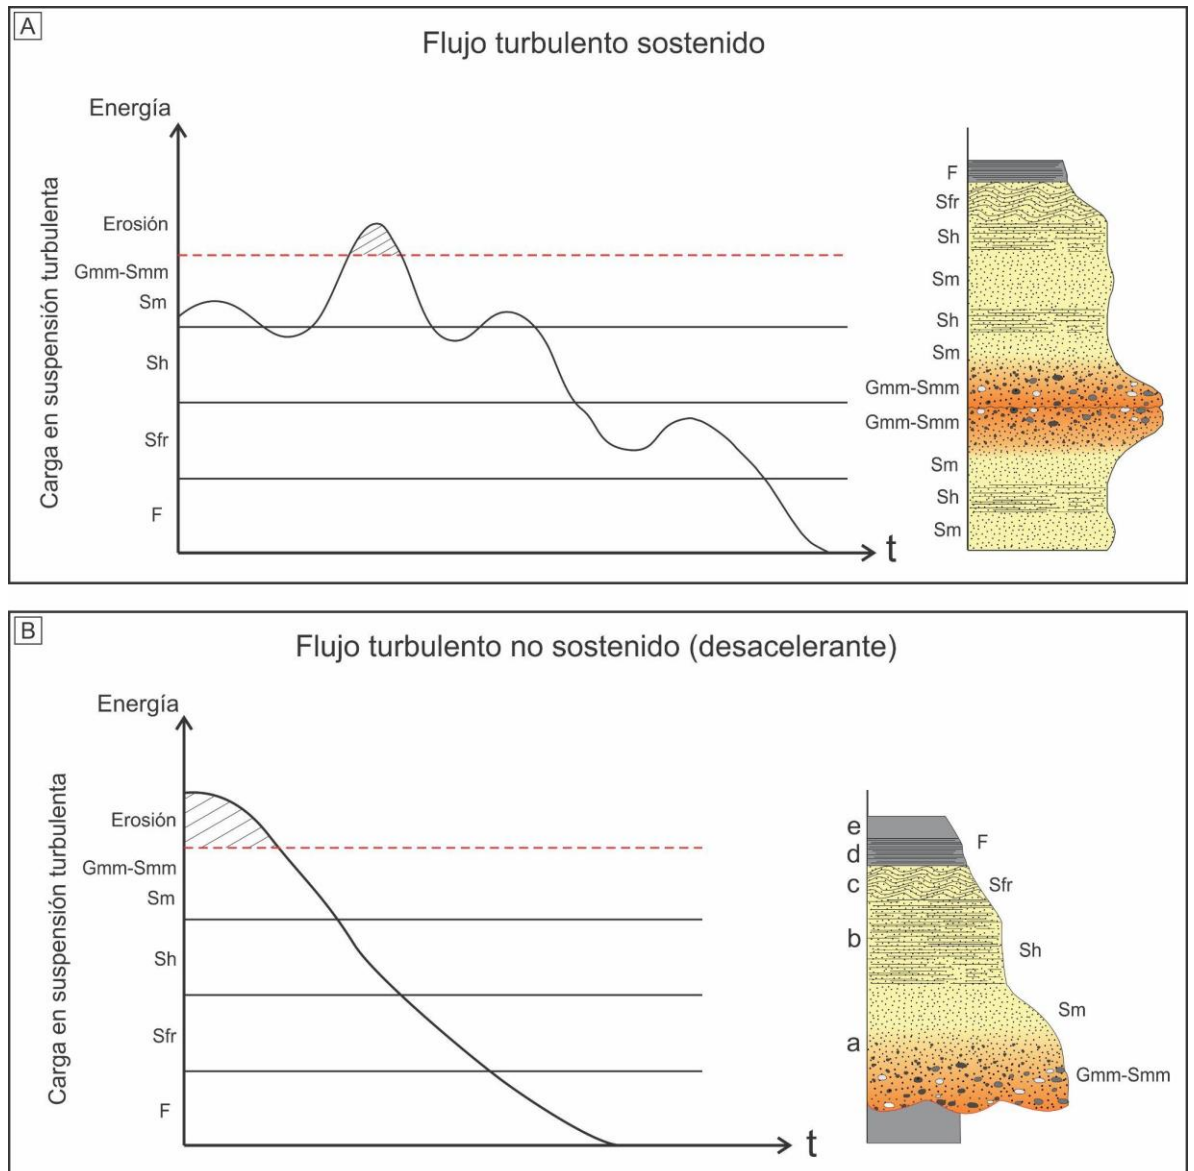 A
Flujo turbulento sostenido
Energía
Carga en suspensión turbulenta
Erosión
Gmm-Smm
Sm
Sh
Sfr
F
t
F
Sfr
Sh
Sm
Sh
Sm
Gmm-Smm
Gmm-Smm
Sm
Sh
Sm
B
Flujo turbulento no sostenido (desacelerante)
Energía
Carga en suspensión turbulenta
Erosión
Gmm-Smm
Sm
Sh
Sfr
F
t
e
d
c
b
a
F
Sfr
Sh
Sm
Gmm-Smm